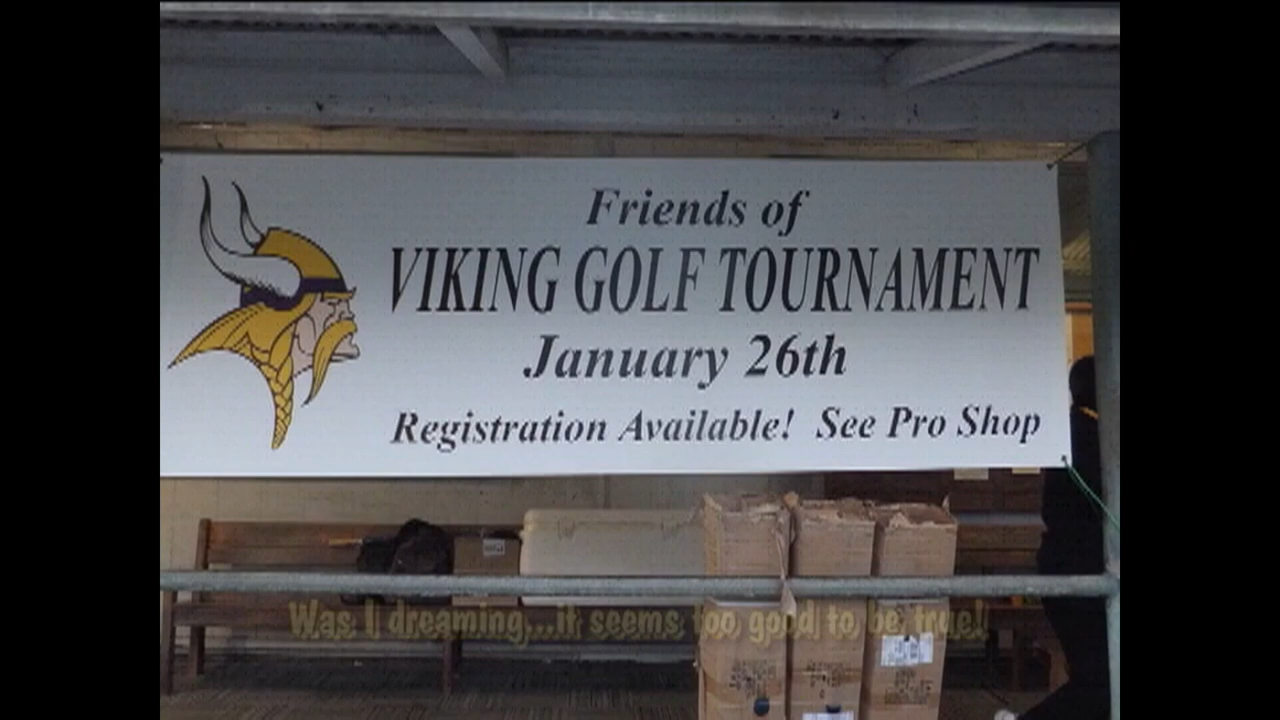 Friends of
VIKING GOLF TOURNAMENT
January 26th
Registration Available! See Pro Shop
Was I dreaming...it seems too good to be true!